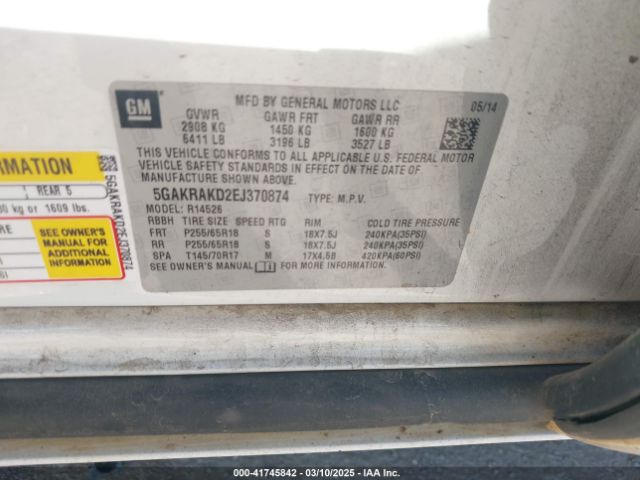 GM
MFD BY GENERAL MOTORS LLC 05/14
GVWR GAWR FRT GAWR RR
2908 KG 1450 KG 1600 KG
6411 LB 3196 LB 3527 LB
THIS VEHICLE CONFORMS TO ALL APPLICABLE U.S. FEDERAL MOTOR
VEHICLE SAFETY STANDARDS IN EFFECT ON THE DATE OF
MANUFACTURE SHOWN ABOVE.
5GAKRAKD2EJ370874 TYPE: M.P.V.
MODEL: R14526
RBBH TIRE SIZE SPEED RTG RIM COLD TIRE PRESSURE
FRT P255/65R18 S 18X7.5J 240KPA(35PSI)
RR P255/65R18 S 18X7.5J 240KPA(35PSI)
SPA T145/70R17 M 17X4.5B 420KPA(60PSI)
SEE OWNER'S MANUAL FOR MORE INFORMATION
ORMATION
REAR 5
kg or 1609 lbs.
RE
SEE OWNER'S
MANUAL FOR
ADDITIONAL
INFORMATION
5GAKRAKD2EJ370874
000-41745842 / 03/10/2025 / IAA Inc.